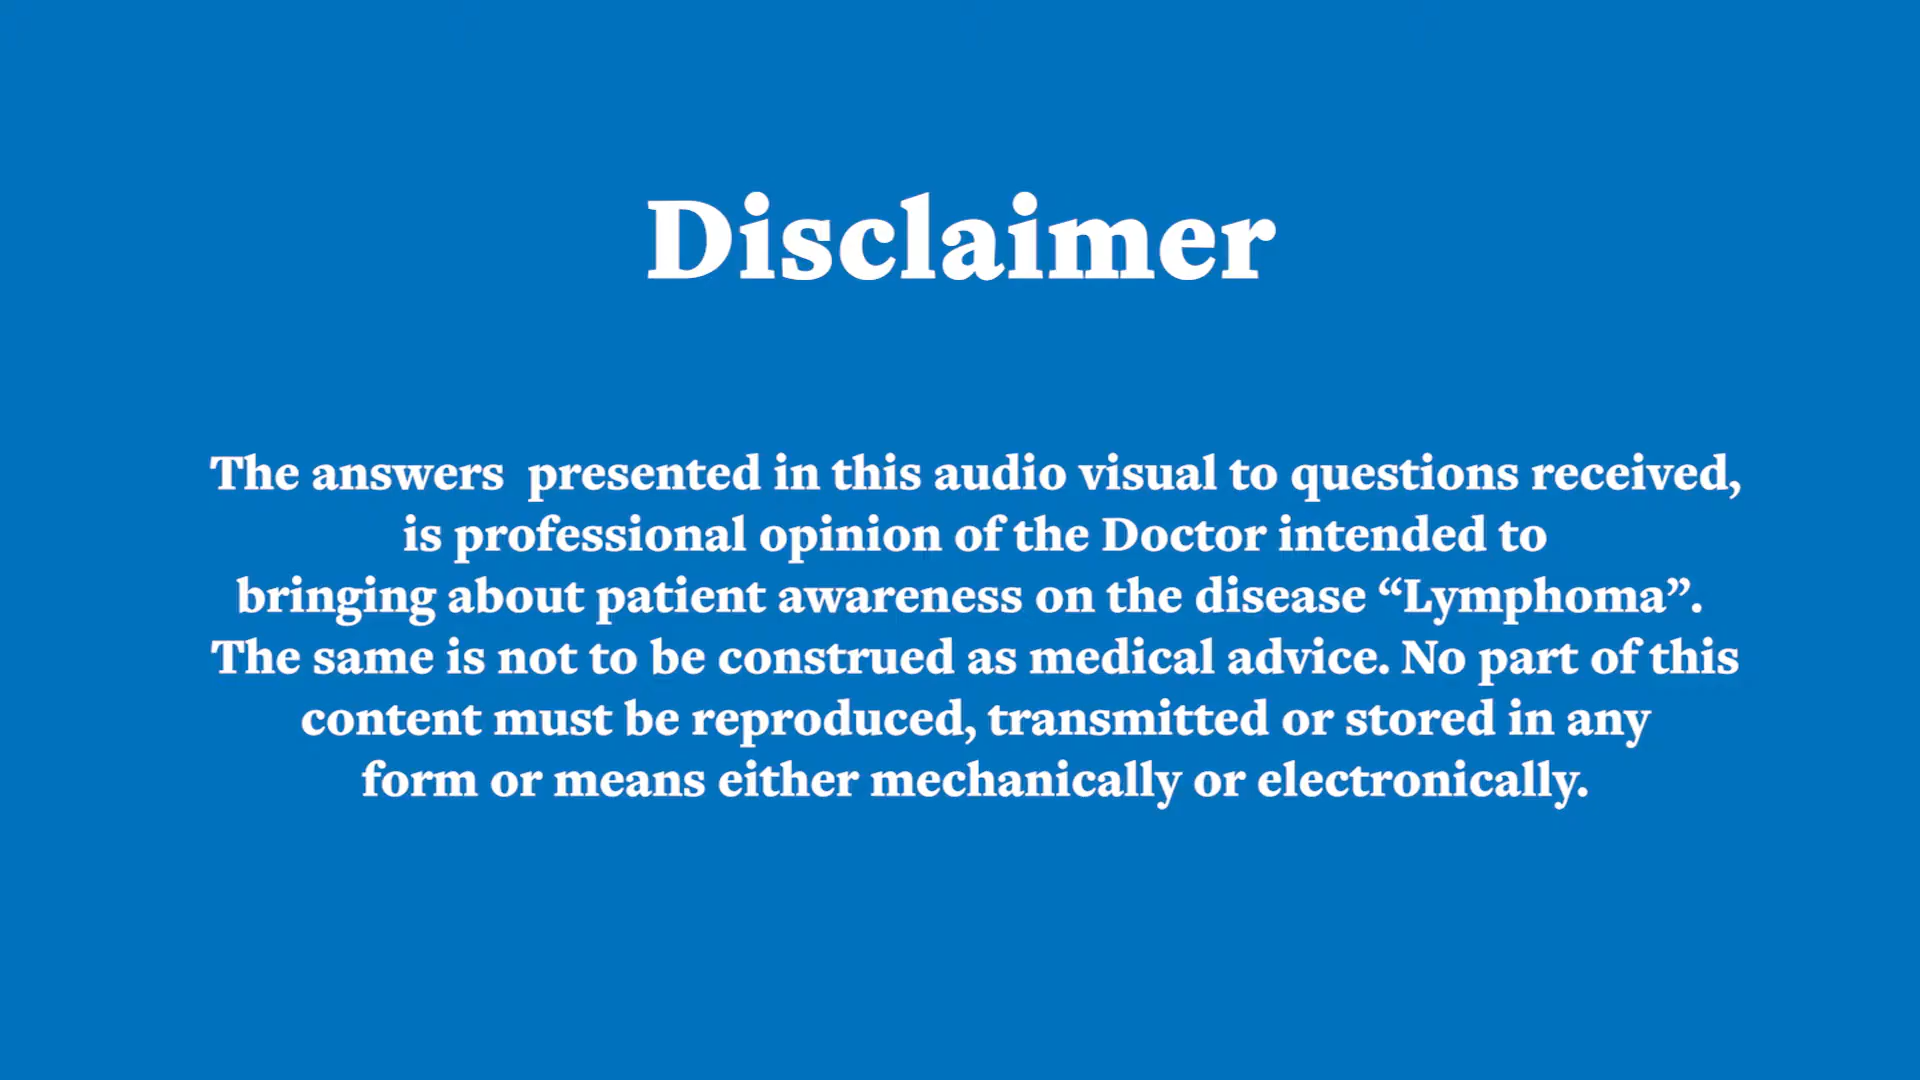 Disclaimer
The answers  presented in this audio visual to questions received,
is professional opinion of the Doctor intended to
bringing about patient awareness on the disease “Lymphoma”.
The same is not to be construed as medical advice. No part of this
content must be reproduced, transmitted or stored in any
form or means either mechanically or electronically.